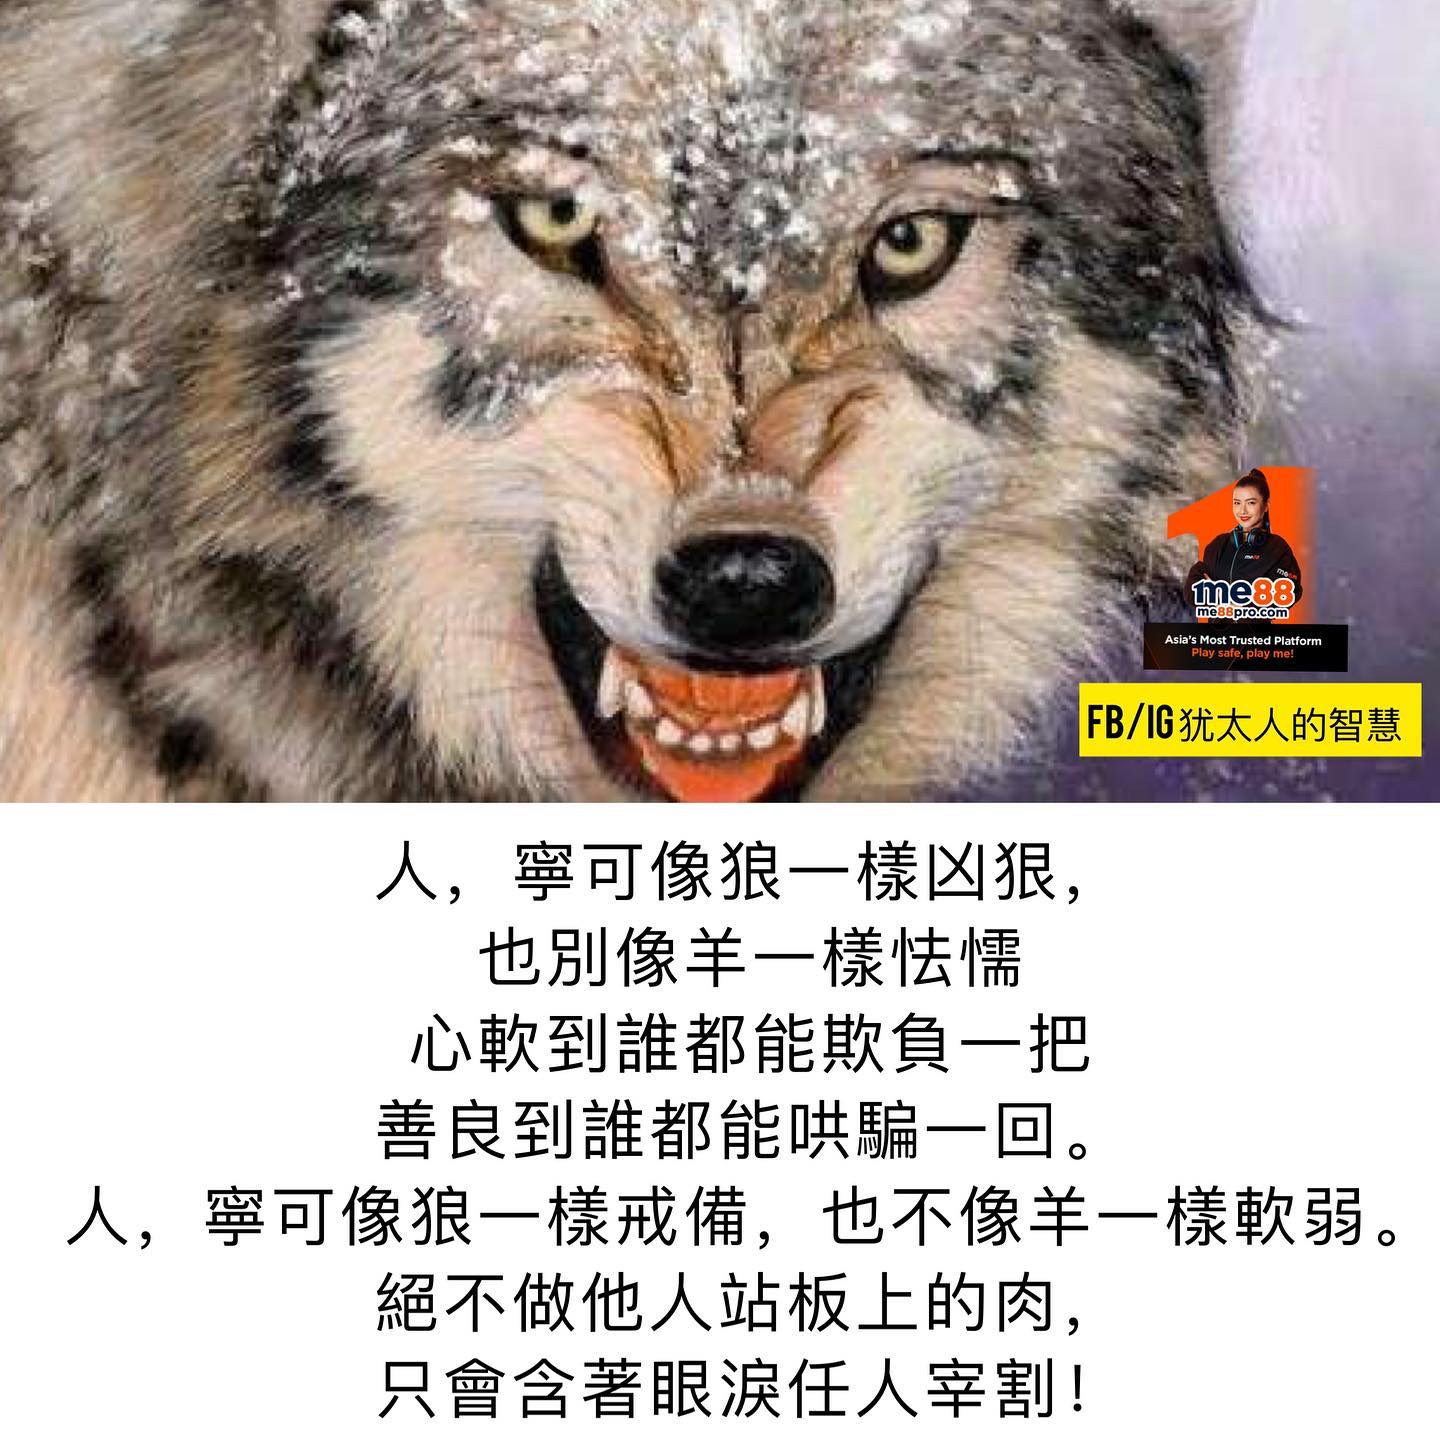 me88
me88
me88pro.com
Asia's Most Trusted Platform
Play safe, play me!
FB/IG犹太人的智慧
人，寧可像狼一樣凶狠，
也別像羊一樣怯懦
心軟到誰都能欺負一把
善良到誰都能哄騙一回。
人，寧可像狼一樣戒備，也不像羊一樣軟弱。
絕不做他人站板上的肉，
只會含著眼淚任人宰割！